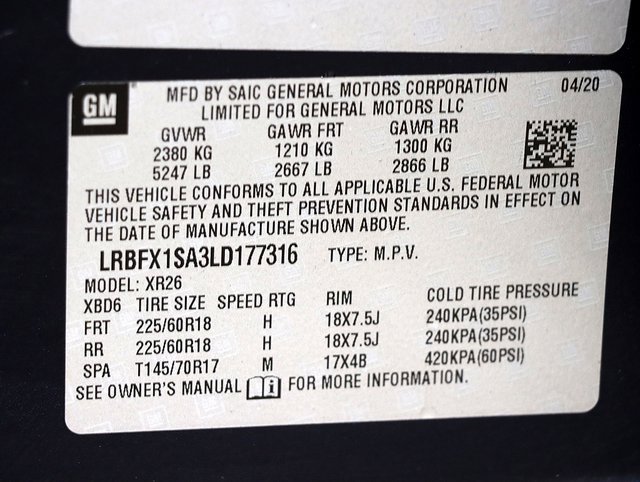 GM
MFD BY SAIC GENERAL MOTORS CORPORATION 04/20
LIMITED FOR GENERAL MOTORS LLC
GVWR GAWR FRT GAWR RR
2380 KG 1210 KG 1300 KG
5247 LB 2667 LB 2866 LB
THIS VEHICLE CONFORMS TO ALL APPLICABLE U.S. FEDERAL MOTOR
VEHICLE SAFETY AND THEFT PREVENTION STANDARDS IN EFFECT ON
THE DATE OF MANUFACTURE SHOWN ABOVE.
LRBFX1SA3LD177316 TYPE: M.P.V.
MODEL: XR26
XBD6 TIRE SIZE SPEED RTG RIM COLD TIRE PRESSURE
FRT 225/60R18 H 18X7.5J 240KPA(35PSI)
RR 225/60R18 H 18X7.5J 240KPA(35PSI)
SPA T145/70R17 M 17X4B 420KPA(60PSI)
SEE OWNER'S MANUAL i FOR MORE INFORMATION.